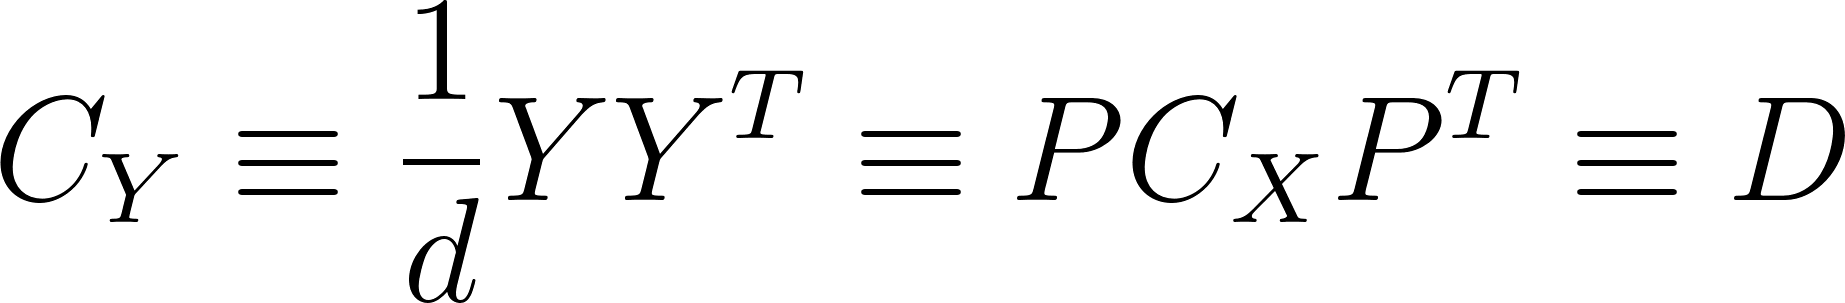 C_Y ≡ \frac{1}{d} Y Y^T ≡ P C_X P^T ≡ D